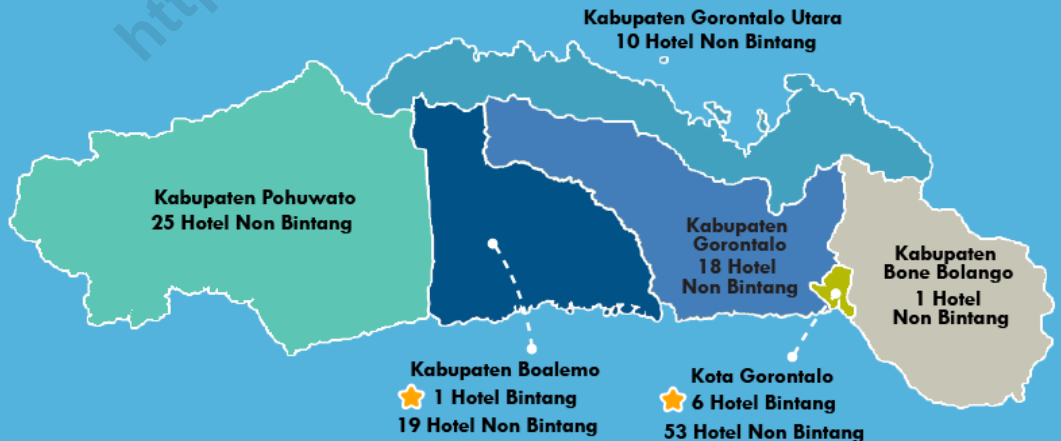 http
Kabupaten Gorontalo Utara
10 Hotel Non Bintang
Kabupaten Pohuwato
25 Hotel Non Bintang
Kabupaten
Gorontalo
18 Hotel
Non Bintang
Kabupaten
Bone Bolango
1 Hotel
Non Bintang
Kabupaten Boalemo
1 Hotel Bintang
19 Hotel Non Bintang
Kota Gorontalo
6 Hotel Bintang
53 Hotel Non Bintang